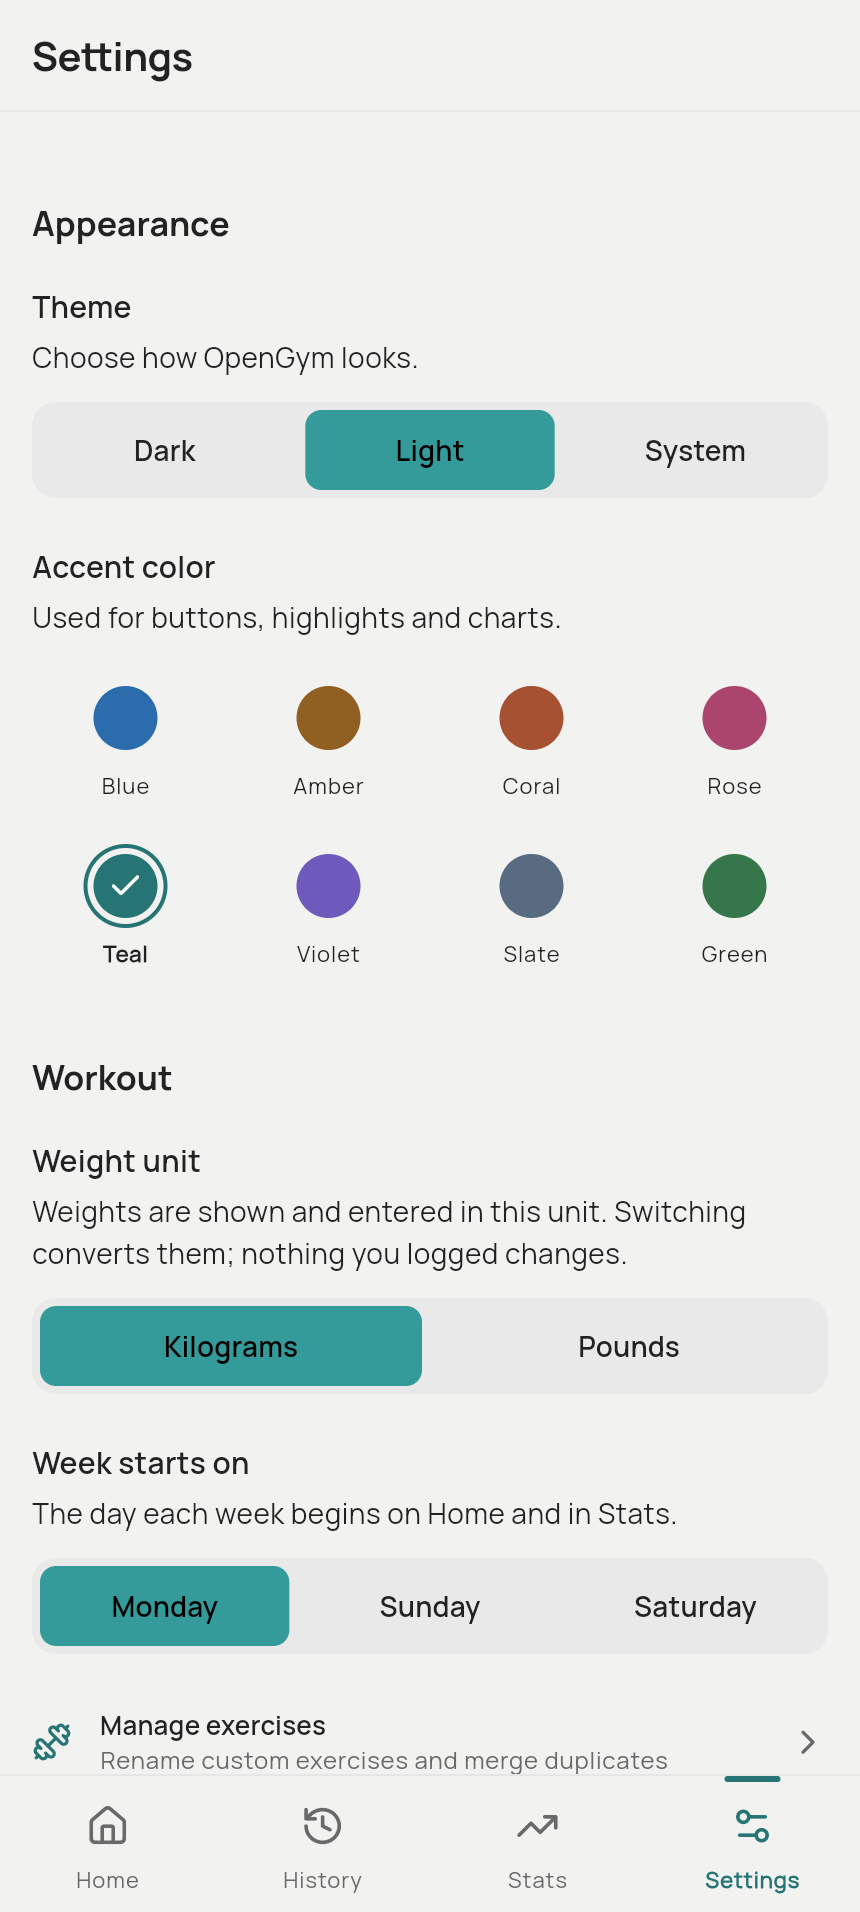 Settings
Appearance
Theme
Choose how OpenGym looks.
Dark
Light
System
Accent color
Used for buttons, highlights and charts.
Blue
Amber
Coral
Rose
Teal
Violet
Slate
Green
Workout
Weight unit
Weights are shown and entered in this unit. Switching
converts them; nothing you logged changes.
Kilograms
Pounds
Week starts on
The day each week begins on Home and in Stats.
Monday
Sunday
Saturday
Manage exercises
Rename custom exercises and merge duplicates
Home
History
Stats
Settings